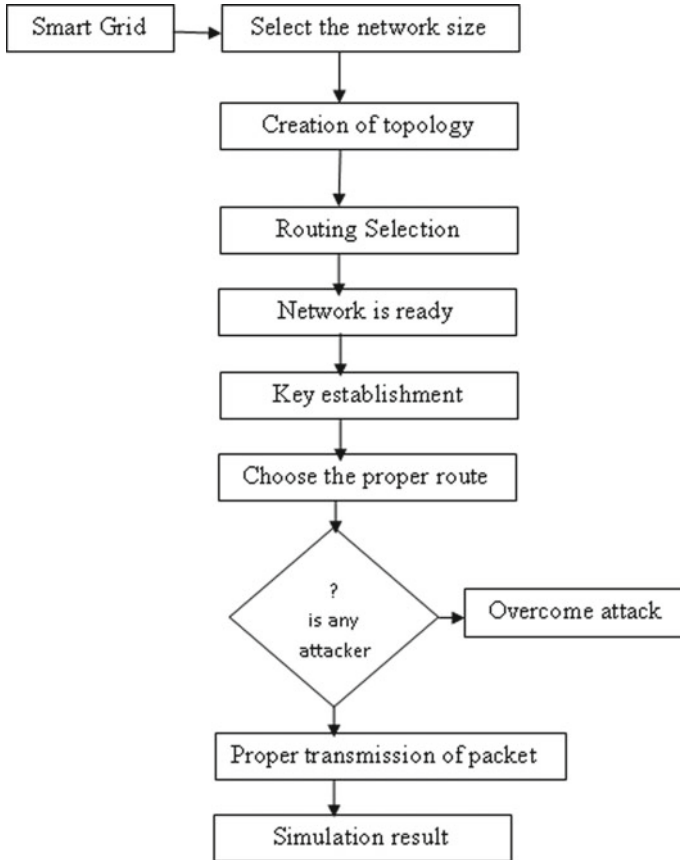 Smart Grid
Select the network size
Creation of topology
Routing Selection
Network is ready
Key establishment
Choose the proper route
?
is any
attacker
Overcome attack
Proper transmission of packet
Simulation result